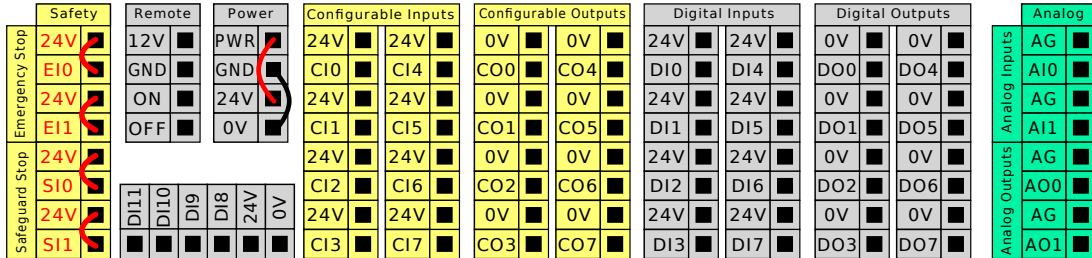 Safety
Emergency Stop
24V
EI0
24V
EI1
Safeguard Stop
24V
SI0
24V
SI1
Remote
12V
GND
ON
OFF
Power
PWR
GND
24V
0V
DI11
DI10
DI9
DI8
24V
0V
Configurable Inputs
24V 24V
CI0 CI4
24V 24V
CI1 CI5
24V 24V
CI2 CI6
24V 24V
CI3 CI7
Configurable Outputs
0V 0V
CO0 CO4
0V 0V
CO1 CO5
0V 0V
CO2 CO6
0V 0V
CO3 CO7
Digital Inputs
24V 24V
DI0 DI4
24V 24V
DI1 DI5
24V 24V
DI2 DI6
24V 24V
DI3 DI7
Digital Outputs
0V 0V
DO0 DO4
0V 0V
DO1 DO5
0V 0V
DO2 DO6
0V 0V
DO3 DO7
Analog
Analog Inputs
AG
AI0
AG
AI1
Analog Outputs
AG
AO0
AG
AO1